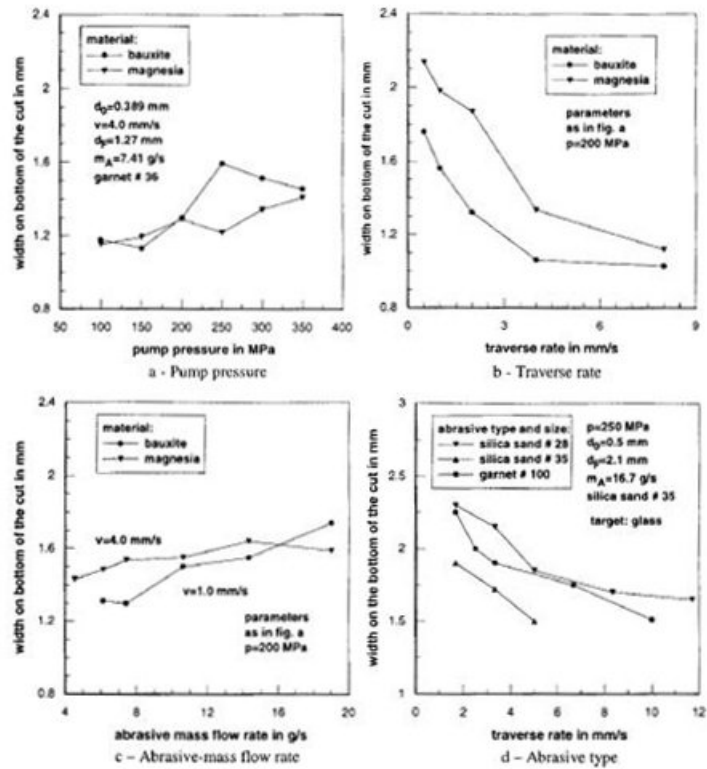 2.4
2.0
1.6
1.2
0.8
width on bottom of the cut in mm
material:
bauxite
magnesia
d₀=0.389 mm
v=4.0 mm/s
d_F=1.27 mm
m_A=7.41 g/s
garnet # 36
50 100 150 200 250 300 350 400
pump pressure in MPa
a - Pump pressure
2.4
2.0
1.6
1.2
0.8
width on bottom of the cut in mm
material:
bauxite
magnesia
parameters
as in fig. a
p=200 MPa
0 3 6 9
traverse rate in mm/s
b - Traverse rate
2.4
2.0
1.6
1.2
0.8
width on bottom of the cut in mm
material:
bauxite
magnesia
v=4.0 mm/s
v=1.0 mm/s
parameters
as in fig. a
p=200 MPa
4 8 12 16 20
abrasive mass flow rate in g/s
c – Abrasive-mass flow rate
3
2.5
2
1.5
1
width on the bottom of the cut in mm
abrasive type and size:
silica sand # 28
silica sand # 35
garnet # 100
p=250 MPa
d₀=0.5 mm
d_F=2.1 mm
m_A=16.7 g/s
silica sand # 35
target: glass
0 2 4 6 8 10 12
traverse rate in mm/s
d – Abrasive type